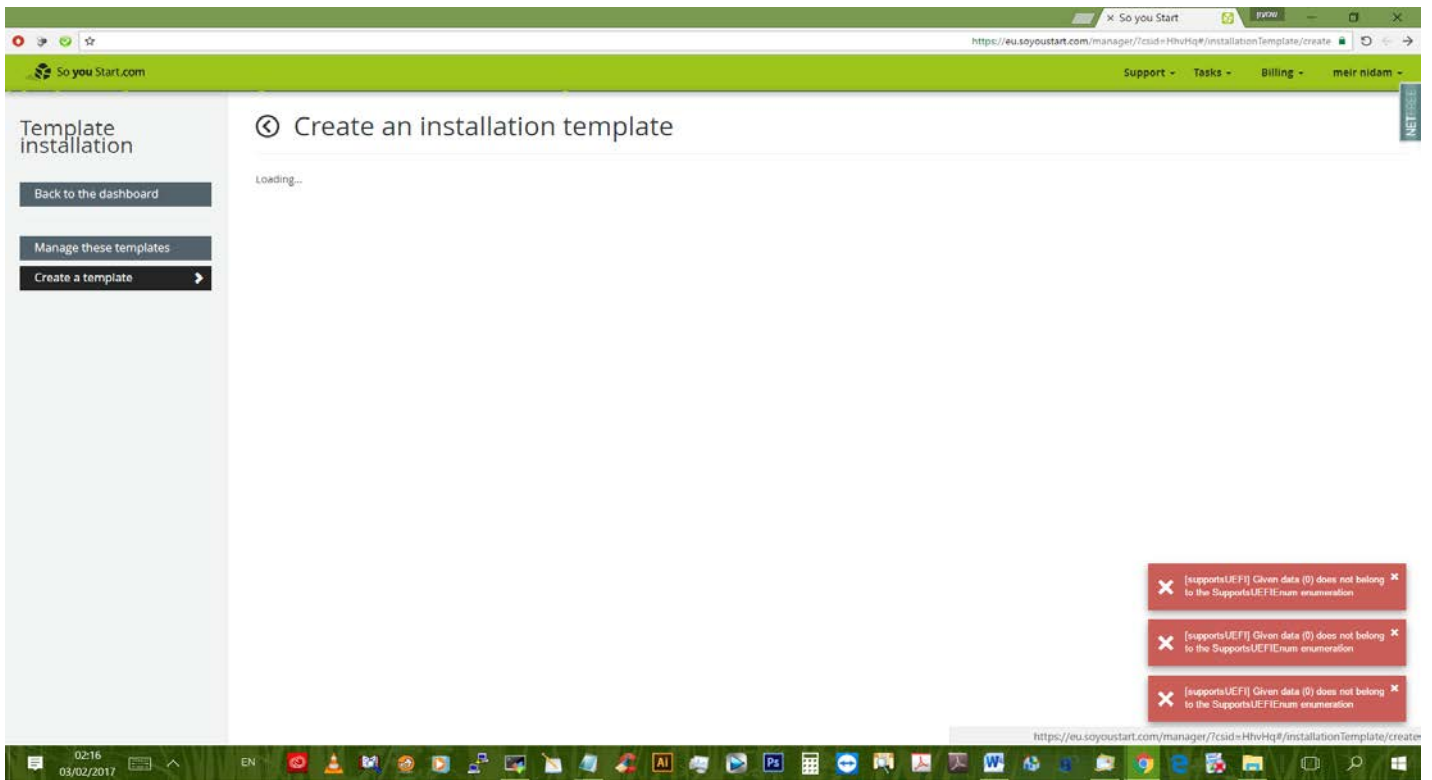 So you Start
https://eu.soyoustart.com/manager/?csid=HhvHq#/installationTemplate/create
So you Start.com
Support
Tasks
Billing
meir nidam
NETFREE
Template
installation
Back to the dashboard
Manage these templates
Create a template
Create an installation template
Loading...
[supportsUEFI] Given data (0) does not belong
to the SupportsUEFIEnum enumeration
[supportsUEFI] Given data (0) does not belong
to the SupportsUEFIEnum enumeration
[supportsUEFI] Given data (0) does not belong
to the SupportsUEFIEnum enumeration
https://eu.soyoustart.com/manager/?csid=HhvHq#/installationTemplate/create
02:16
03/02/2017
EN
Ai
Ps
W